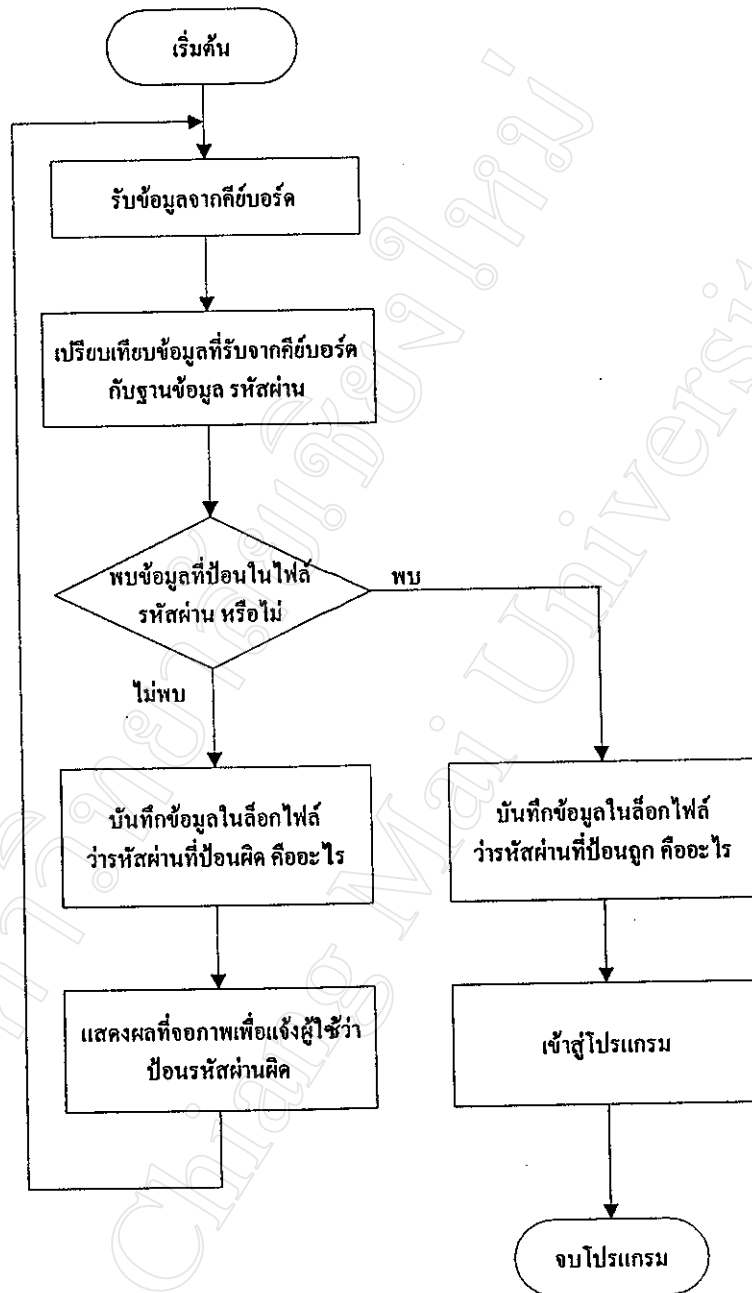 เริ่มต้น
รับข้อมูลจากคีย์บอร์ด
เปรียบเทียบข้อมูลที่รับจากคีย์บอร์ด
กับฐานข้อมูล รหัสผ่าน
พบข้อมูลที่ป้อนในไฟล์
รหัสผ่าน หรือไม่
พบ
ไม่พบ
บันทึกข้อมูลในล็อกไฟล์
ว่ารหัสผ่านที่ป้อนผิด คืออะไร
แสดงผลที่จอภาพเพื่อแจ้งผู้ใช้ว่า
ป้อนรหัสผ่านผิด
บันทึกข้อมูลในล็อกไฟล์
ว่ารหัสผ่านที่ป้อนถูก คืออะไร
เข้าสู่โปรแกรม
จบโปรแกรม
Chiang Mai